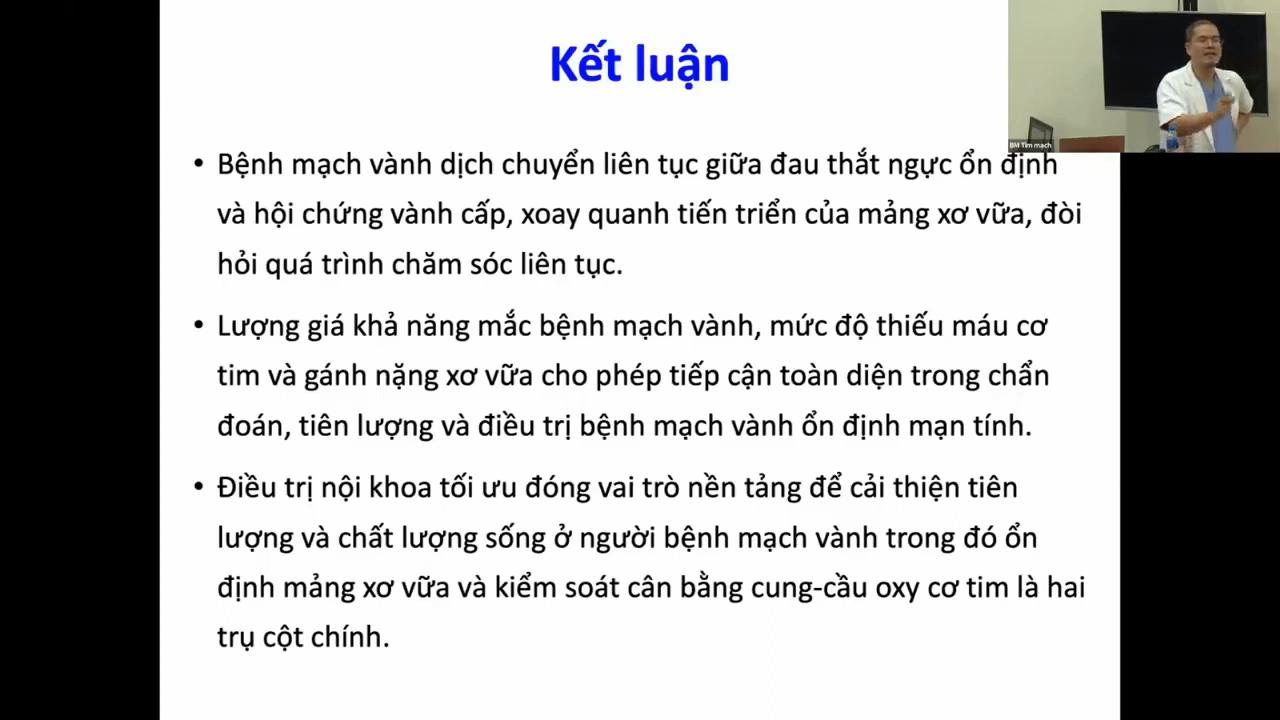 Kết luận
BM Tim mạch
• Bệnh mạch vành dịch chuyển liên tục giữa đau thắt ngực ổn định
và hội chứng vành cấp, xoay quanh tiến triển của mảng xơ vữa, đòi
hỏi quá trình chăm sóc liên tục.
• Lượng giá khả năng mắc bệnh mạch vành, mức độ thiếu máu cơ
tim và gánh nặng xơ vữa cho phép tiếp cận toàn diện trong chẩn
đoán, tiên lượng và điều trị bệnh mạch vành ổn định mạn tính.
• Điều trị nội khoa tối ưu đóng vai trò nền tảng để cải thiện tiên
lượng và chất lượng sống ở người bệnh mạch vành trong đó ổn
định mảng xơ vữa và kiểm soát cân bằng cung-cầu oxy cơ tim là hai
trụ cột chính.